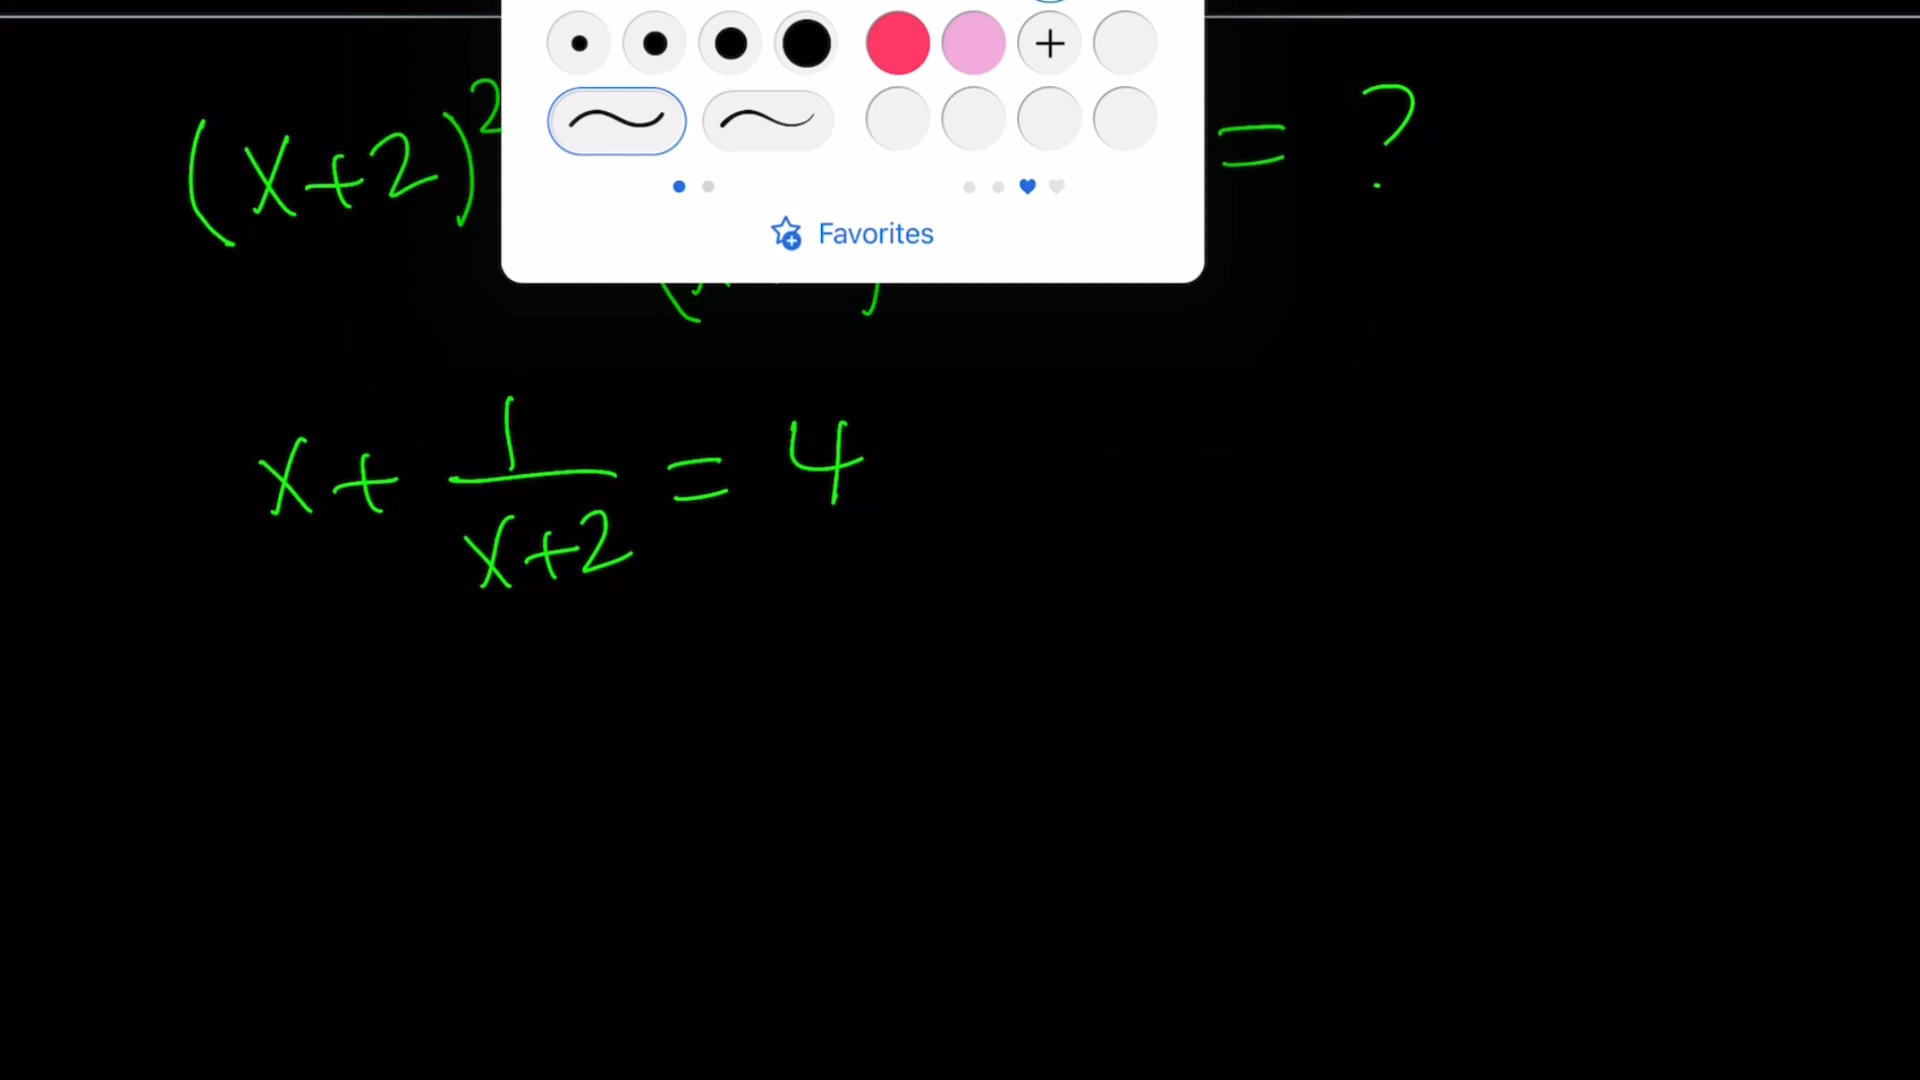 (x+2)² = ?
Favorites
x + 1/(x+2) = 4